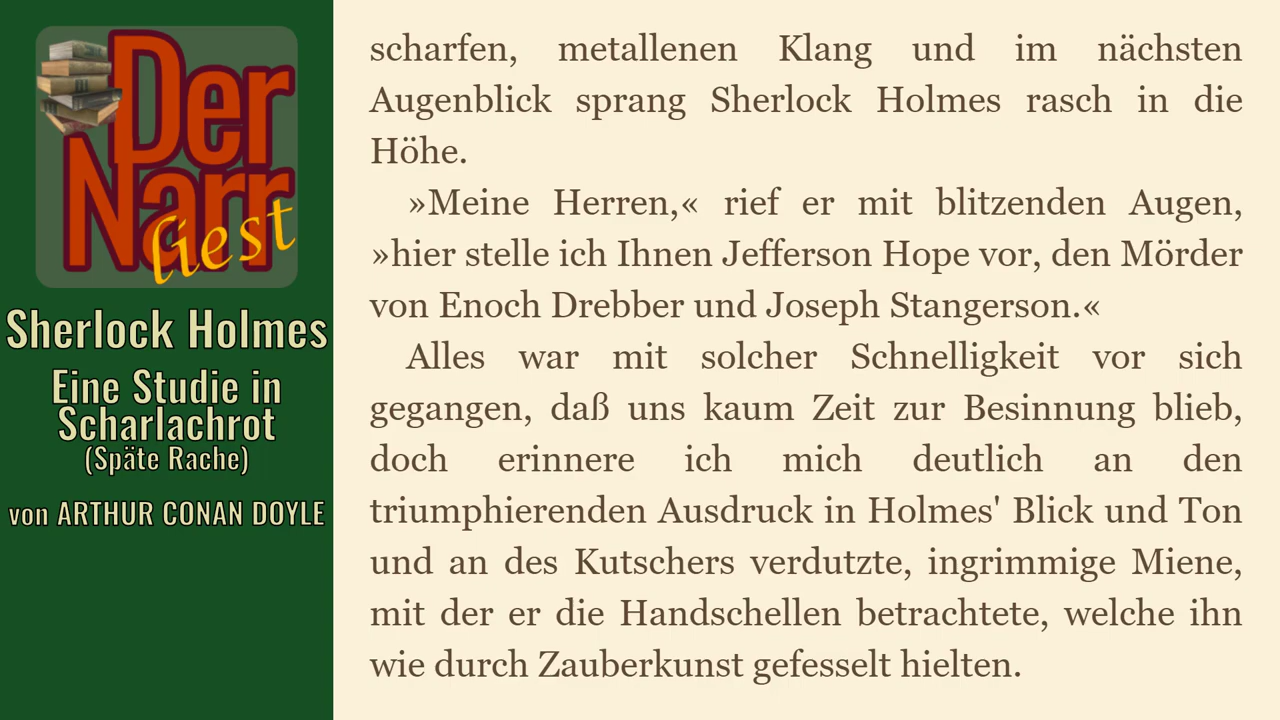 Der
Narr
liest
Sherlock Holmes
Eine Studie in
Scharlachrot
(Späte Rache)
von ARTHUR CONAN DOYLE
scharfen, metallenen Klang und im nächsten
Augenblick sprang Sherlock Holmes rasch in die
Höhe.
»Meine Herren,« rief er mit blitzenden Augen,
»hier stelle ich Ihnen Jefferson Hope vor, den Mörder
von Enoch Drebber und Joseph Stangerson.«
Alles war mit solcher Schnelligkeit vor sich
gegangen, daß uns kaum Zeit zur Besinnung blieb,
doch erinnere ich mich deutlich an den
triumphierenden Ausdruck in Holmes' Blick und Ton
und an des Kutschers verdutzte, ingrimmige Miene,
mit der er die Handschellen betrachtete, welche ihn
wie durch Zauberkunst gefesselt hielten.